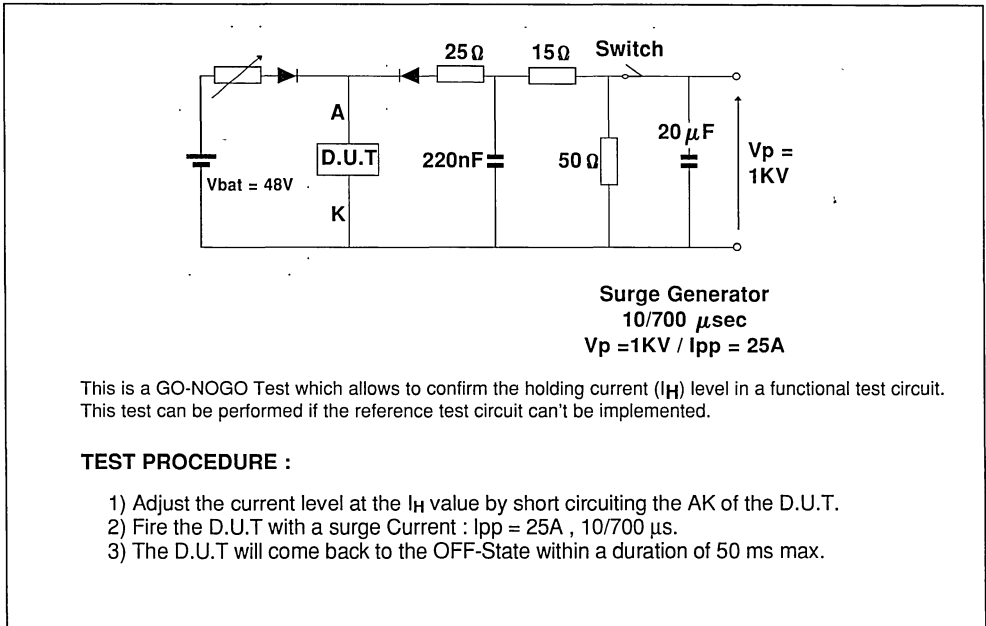 25 Ω 15 Ω Switch
A
D.U.T
220nF
50 Ω
20 μF
Vp =
1KV
Vbat = 48V
K
Surge Generator
10/700 μsec
Vp =1KV / Ipp = 25A
This is a GO-NOGO Test which allows to confirm the holding current (IH) level in a functional test circuit.
This test can be performed if the reference test circuit can't be implemented.
TEST PROCEDURE :
1) Adjust the current level at the IH value by short circuiting the AK of the D.U.T.
2) Fire the D.U.T with a surge Current : Ipp = 25A , 10/700 μs.
3) The D.U.T will come back to the OFF-State within a duration of 50 ms max.